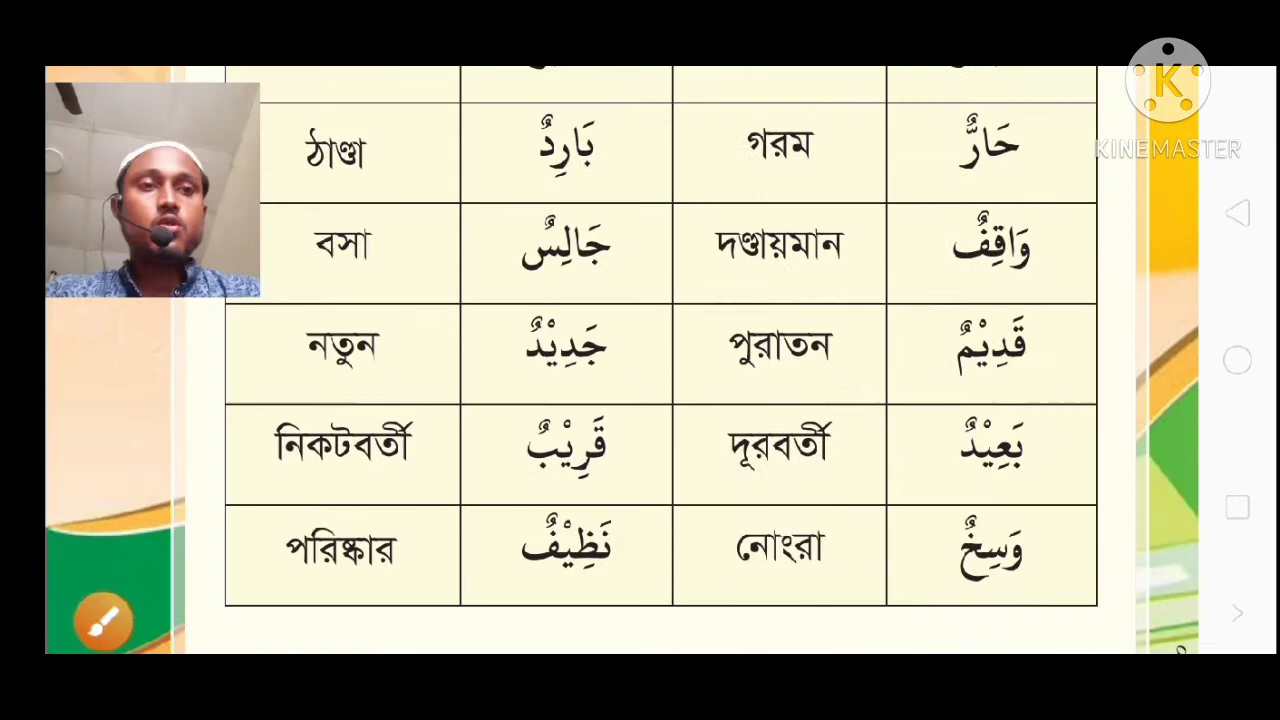 K
KINEMASTER
ঠাণ্ডা بَارِدٌ গরম حَارٌّ
বসা جَالِسٌ দণ্ডায়মান وَاقِفٌ
নতুন جَدِيْدٌ পুরাতন قَدِيْمٌ
নিকটবর্তী قَرِيْبٌ দূরবর্তী بَعِيْدٌ
পরিষ্কার نَظِيْفٌ নোংরা وَسِخٌ